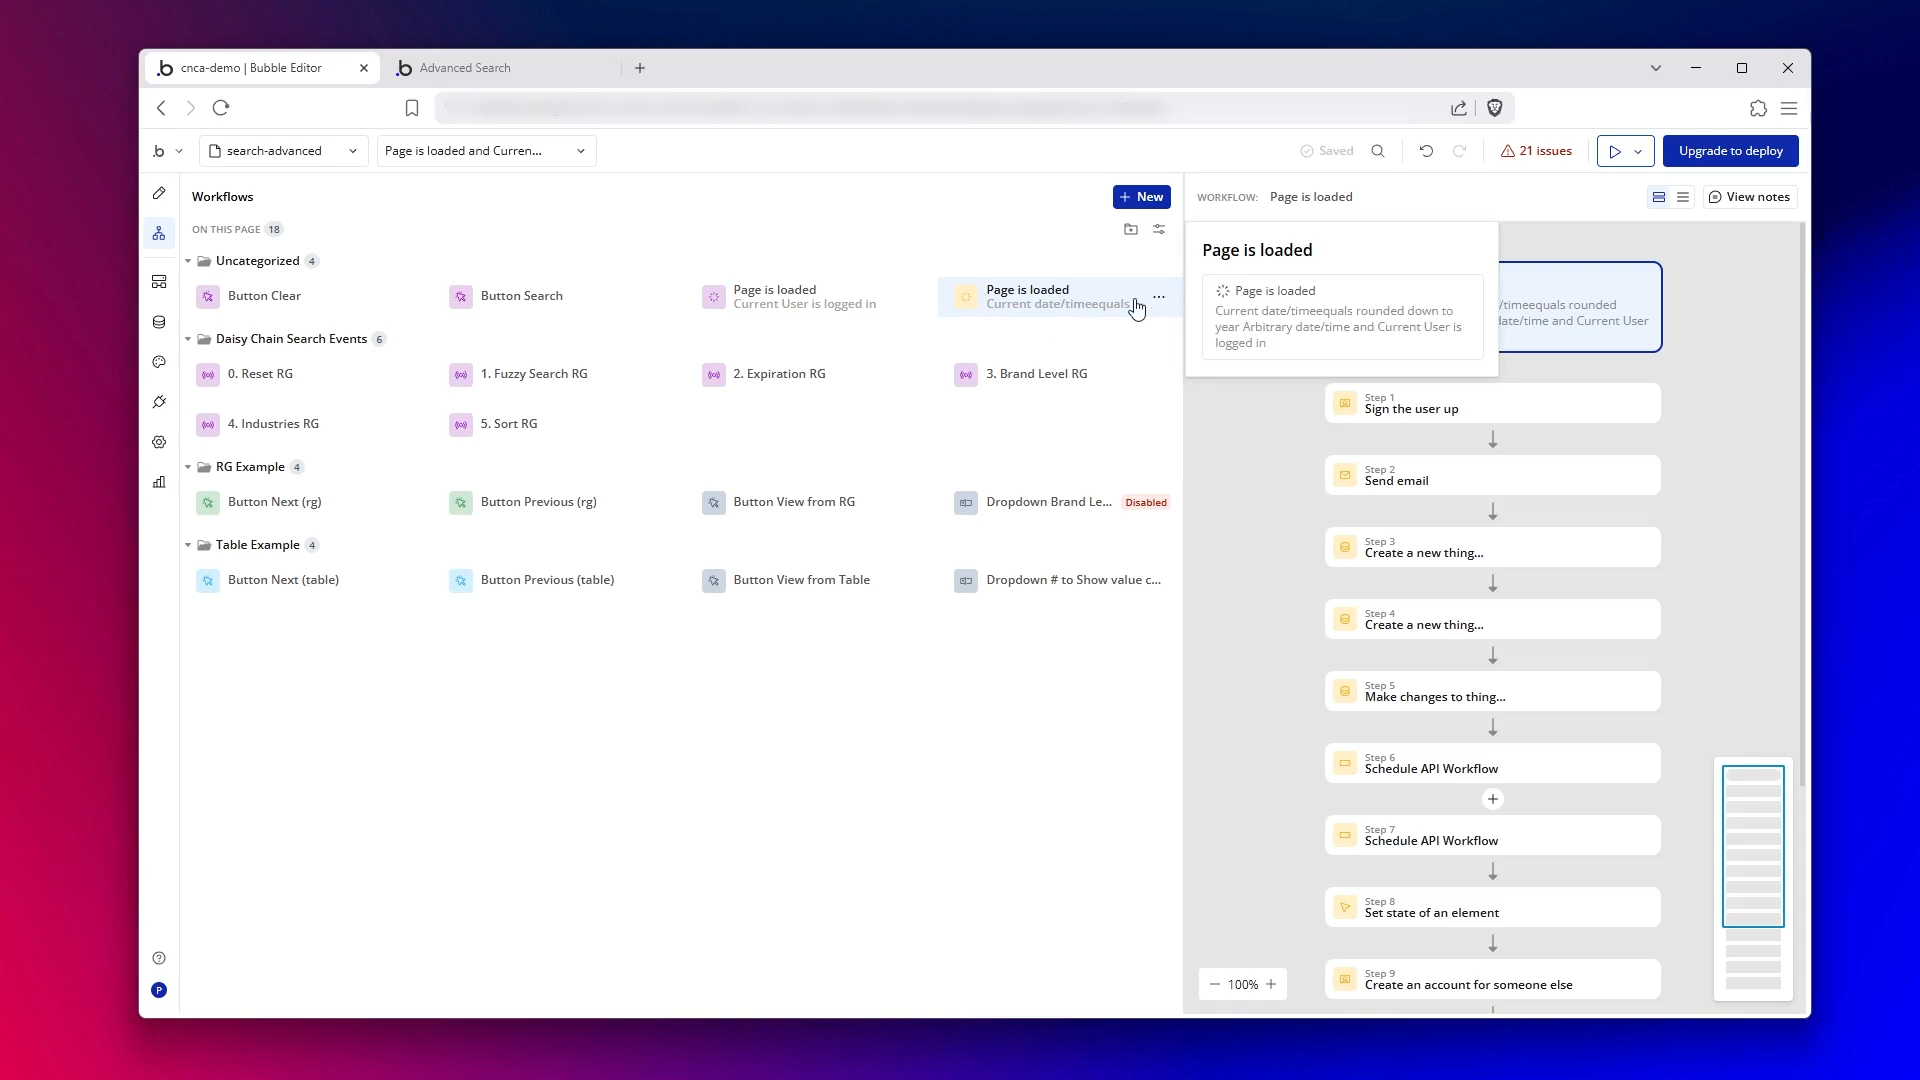 cnca-demo | Bubble Editor
Advanced Search
search-advanced
Page is loaded and Curren...
Saved
21 issues
Upgrade to deploy
Workflows
New
WORKFLOW: Page is loaded
View notes
ON THIS PAGE 18
Uncategorized 4
Button Clear
Button Search
Page is loaded
Current User is logged in
Page is loaded
Current date/timeequals
Daisy Chain Search Events 6
0. Reset RG
1. Fuzzy Search RG
2. Expiration RG
3. Brand Level RG
4. Industries RG
5. Sort RG
RG Example 4
Button Next (rg)
Button Previous (rg)
Button View from RG
Dropdown Brand Le...
Disabled
Table Example 4
Button Next (table)
Button Previous (table)
Button View from Table
Dropdown # to Show value c...
P
Page is loaded
Page is loaded
Current date/timeequals rounded down to
year Arbitrary date/time and Current User is
logged in
/timeequals rounded
date/time and Current User
Step 1
Sign the user up
Step 2
Send email
Step 3
Create a new thing...
Step 4
Create a new thing...
Step 5
Make changes to thing...
Step 6
Schedule API Workflow
Step 7
Schedule API Workflow
Step 8
Set state of an element
Step 9
Create an account for someone else
100%